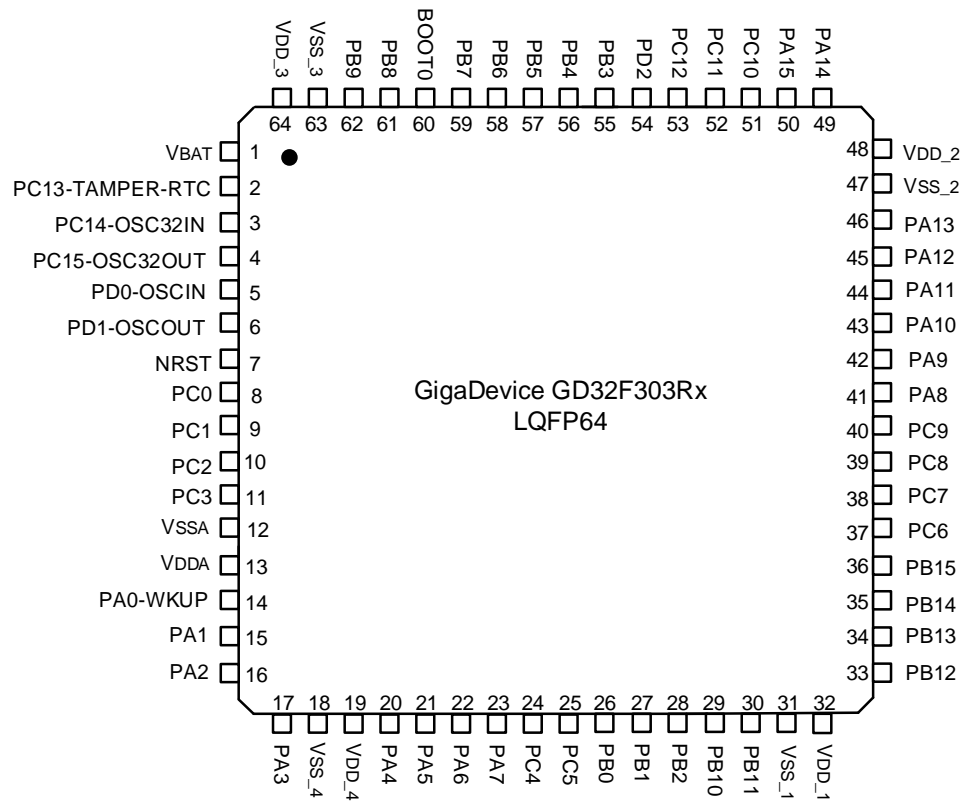 VDD_3 VSS_3 PB9 PB8 BOOT0 PB7 PB6 PB5 PB4 PB3 PD2 PC12 PC11 PC10 PA15 PA14
64 63 62 61 60 59 58 57 56 55 54 53 52 51 50 49
VBAT 1 48 VDD_2
PC13-TAMPER-RTC 2 47 VSS_2
PC14-OSC32IN 3 46 PA13
PC15-OSC32OUT 4 45 PA12
PD0-OSCIN 5 44 PA11
PD1-OSCOUT 6 43 PA10
NRST 7 42 PA9
PC0 8 41 PA8
GigaDevice GD32F303Rx
LQFP64
PC1 9 40 PC9
PC2 10 39 PC8
PC3 11 38 PC7
VSSA 12 37 PC6
VDDA 13 36 PB15
PA0-WKUP 14 35 PB14
PA1 15 34 PB13
PA2 16 33 PB12
17 18 19 20 21 22 23 24 25 26 27 28 29 30 31 32
PA3 VSS_4 VDD_4 PA4 PA5 PA6 PA7 PC4 PC5 PB0 PB1 PB2 PB10 PB11 VSS_1 VDD_1